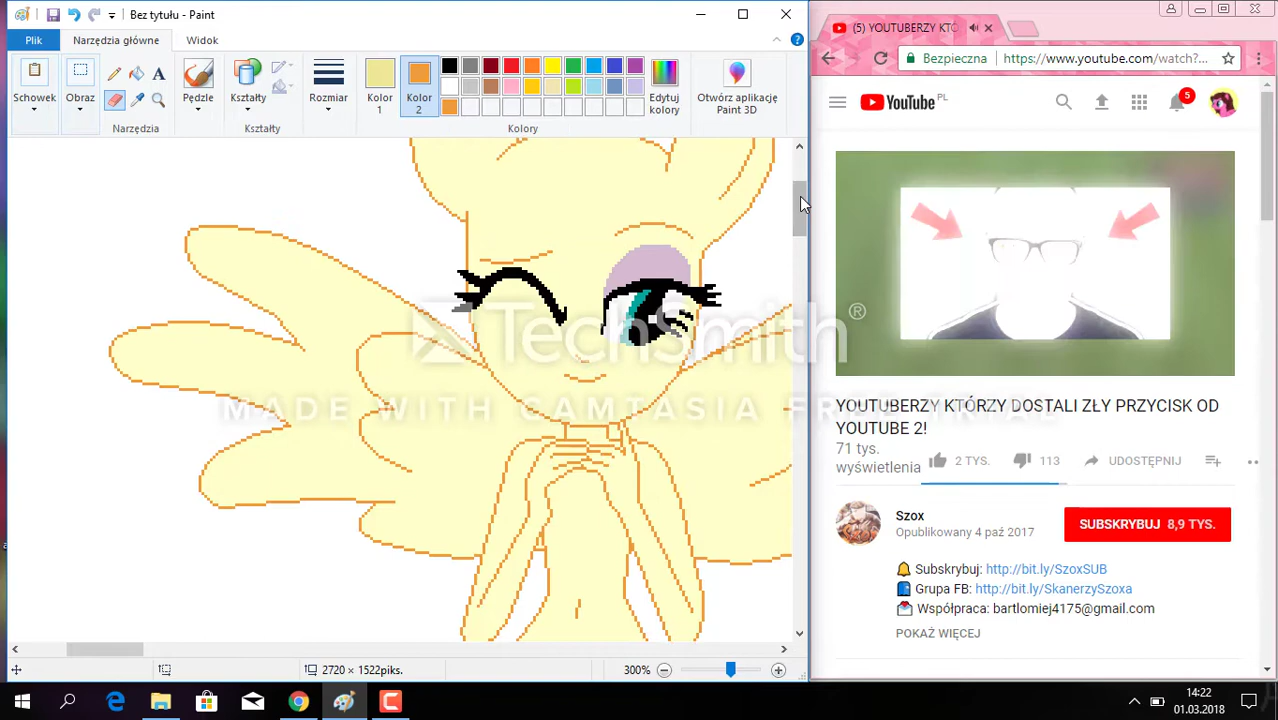 Bez tytułu - Paint
Plik
Narzędzia główne
Widok
Schowek
Obraz
Narzędzia
Pędzle
Kształty
Kształty
Rozmiar
Kolor 1
Kolor 2
Kolory
Edytuj kolory
Otwórz aplikację Paint 3D
TechSmith®
MADE WITH CAMTASIA FREE TRIAL
2720 × 1522piks.
300%
(5) YOUTUBERZY KTÓ
Bezpieczna
https://www.youtube.com/watch?
YouTube PL
5
YOUTUBERZY KTÓRZY DOSTALI ZŁY PRZYCISK OD
YOUTUBE 2!
71 tys.
wyświetlenia
2 TYS.
113
UDOSTĘPNIJ
Szox
Opublikowany 4 paź 2017
SUBSKRYBUJ 8,9 TYS.
Subskrybuj: http://bit.ly/SzoxSUB
Grupa FB: http://bit.ly/SkanerzySzoxa
Współpraca: bartlomiej4175@gmail.com
POKAŻ WIĘCEJ
14:22
01.03.2018